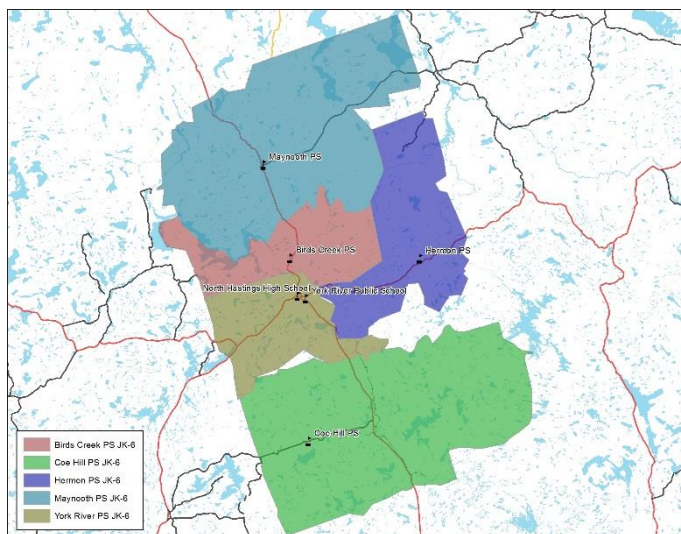 Maynooth PS
Birds Creek PS
Hermon PS
North Hastings High School
York River Public School
Coe Hill PS
Birds Creek PS JK-6
Coe Hill PS JK-6
Hermon PS JK-6
Maynooth PS JK-6
York River PS JK-6